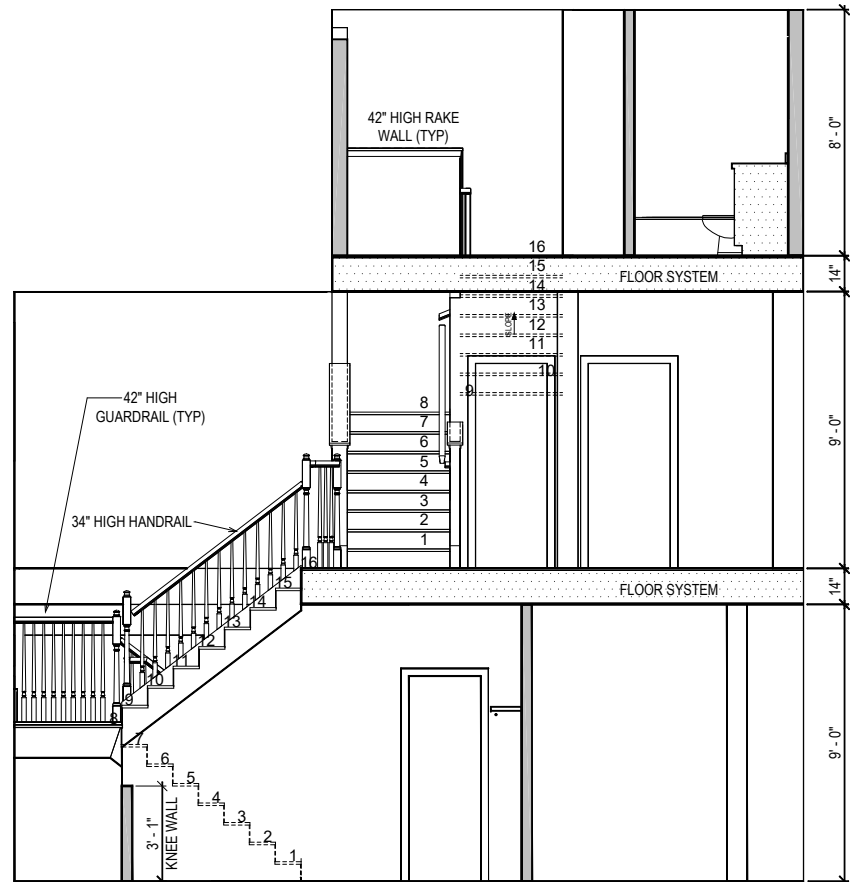 42" HIGH RAKE
WALL (TYP)
8' - 0"
16
15
FLOOR SYSTEM
14"
14
13
SLOPE
12
11
10
9
9' - 0"
42" HIGH
GUARDRAIL (TYP)
8
7
6
5
4
3
2
1
34" HIGH HANDRAIL
16
15
14
13
12
11
10
9
8
FLOOR SYSTEM
14"
7
6
5
4
3
2
1
3' - 1"
KNEE WALL
9' - 0"